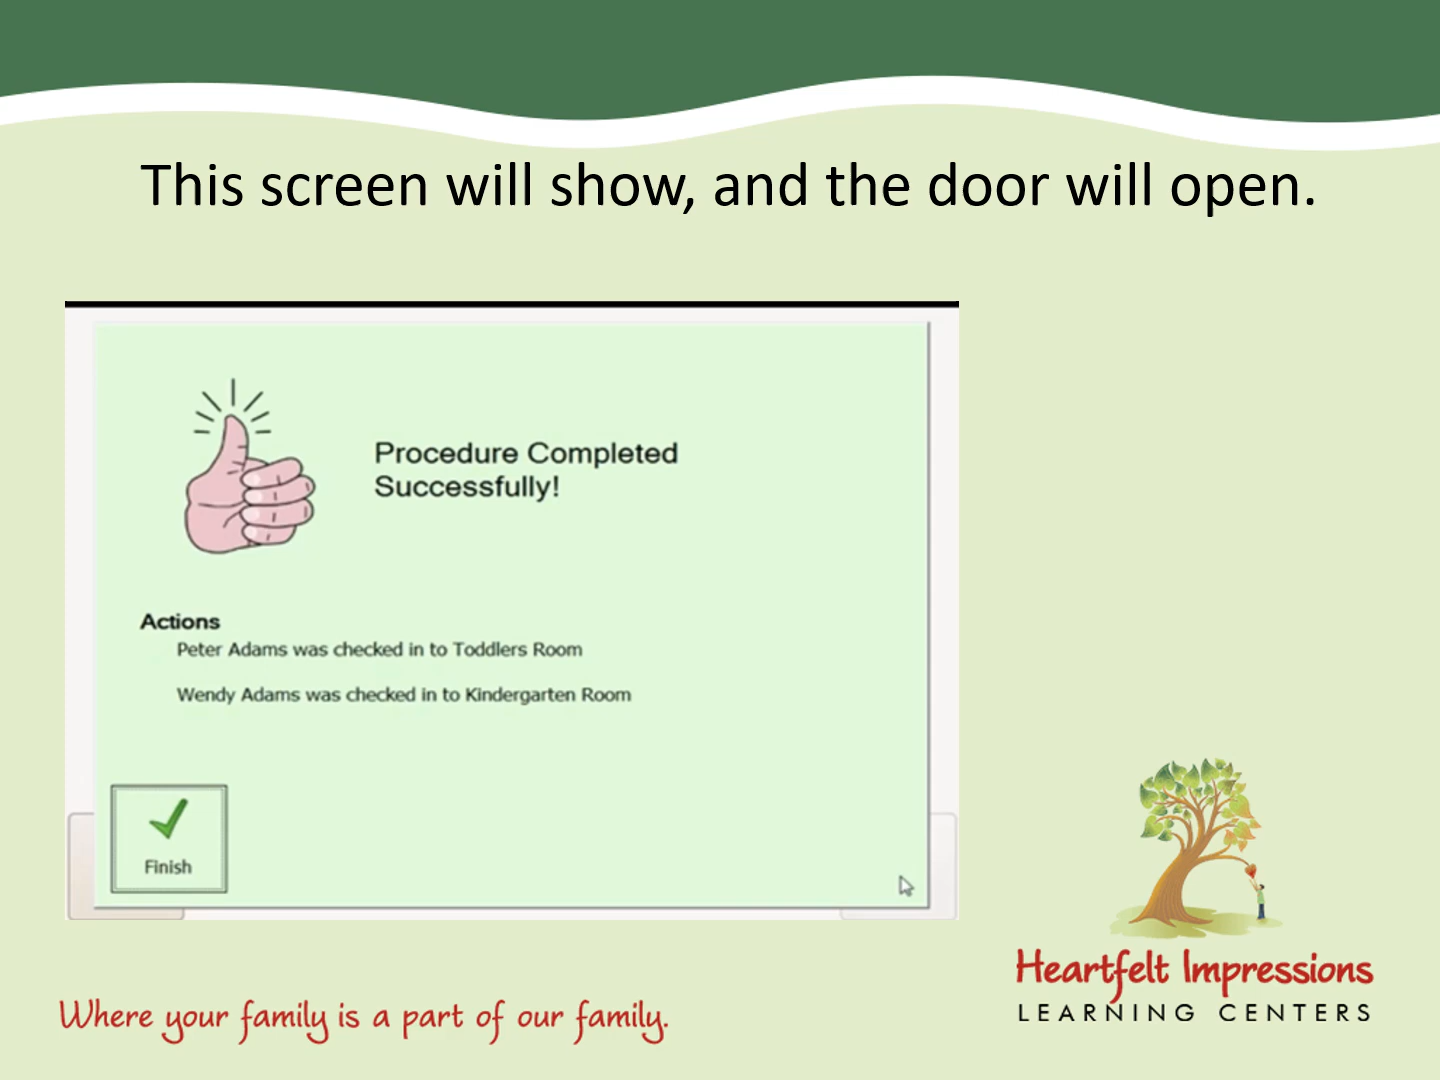 This screen will show, and the door will open.
Procedure Completed
Successfully!
Actions
Peter Adams was checked in to Toddlers Room
Wendy Adams was checked in to Kindergarten Room
Finish
Where your family is a part of our family.
Heartfelt Impressions
LEARNING CENTERS